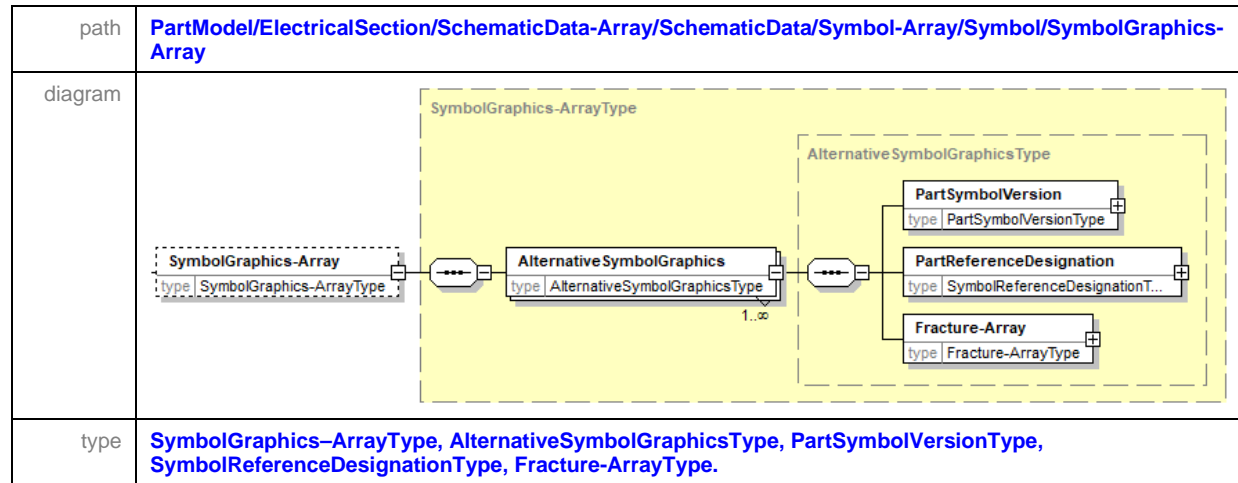 path
PartModel/ElectricalSection/SchematicData-Array/SchematicData/Symbol-Array/Symbol/SymbolGraphics-
Array
diagram
SymbolGraphics-ArrayType
AlternativeSymbolGraphicsType
PartSymbolVersion
type PartSymbolVersionType
SymbolGraphics-Array
type SymbolGraphics-ArrayType
AlternativeSymbolGraphics
type AlternativeSymbolGraphicsType
1..∞
PartReferenceDesignation
type SymbolReferenceDesignationT...
Fracture-Array
type Fracture-ArrayType
type
SymbolGraphics–ArrayType, AlternativeSymbolGraphicsType, PartSymbolVersionType,
SymbolReferenceDesignationType, Fracture-ArrayType.